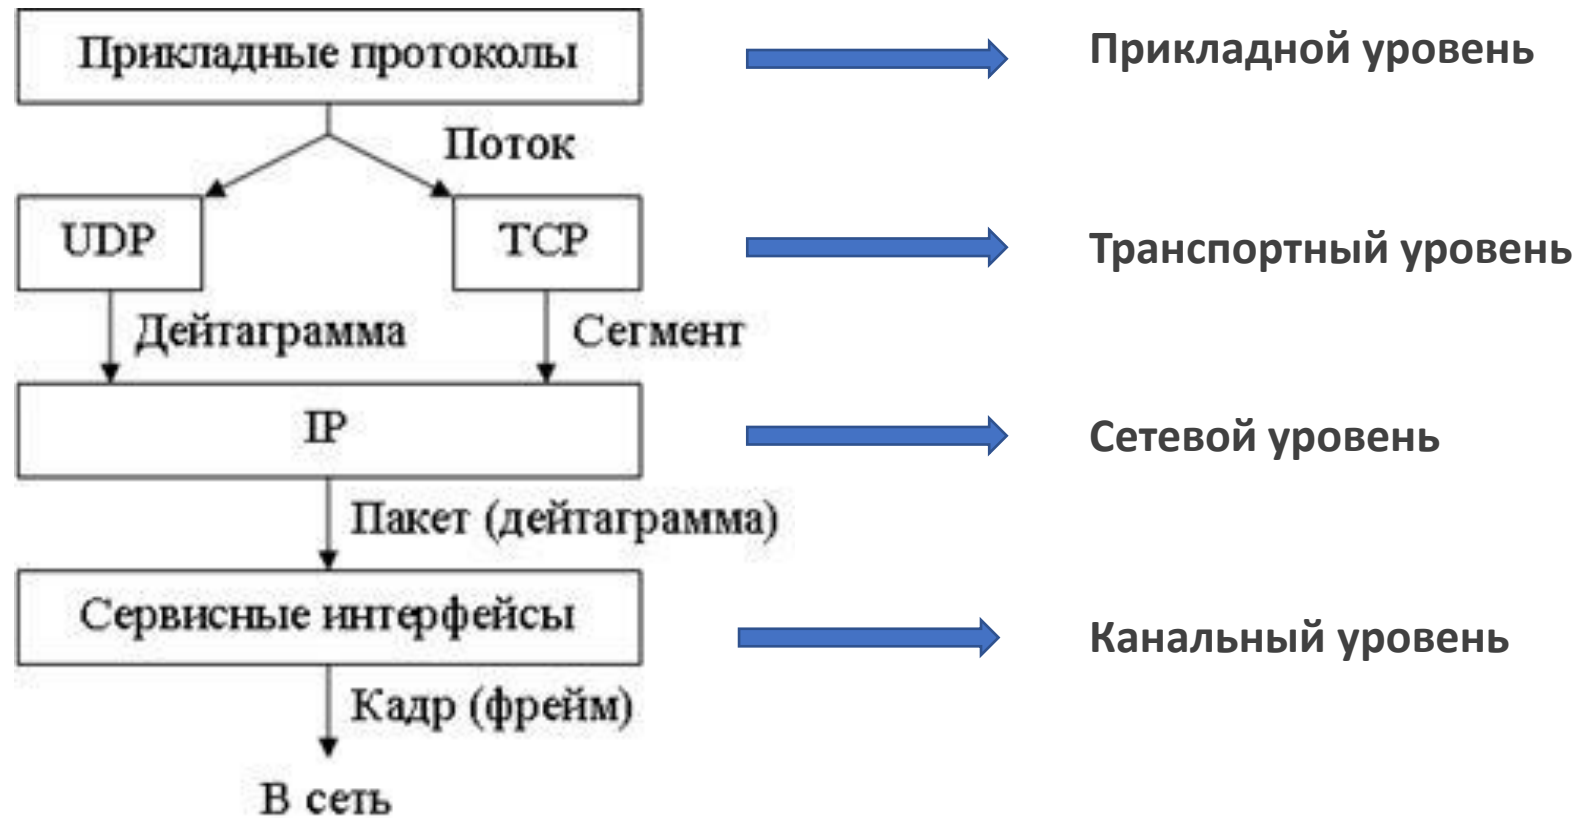 Прикладные протоколы
Прикладной уровень
Поток
UDP
TCP
Транспортный уровень
Дейтаграмма
Сегмент
IP
Сетевой уровень
Пакет (дейтаграмма)
Сервисные интерфейсы
Канальный уровень
Кадр (фрейм)
В сеть